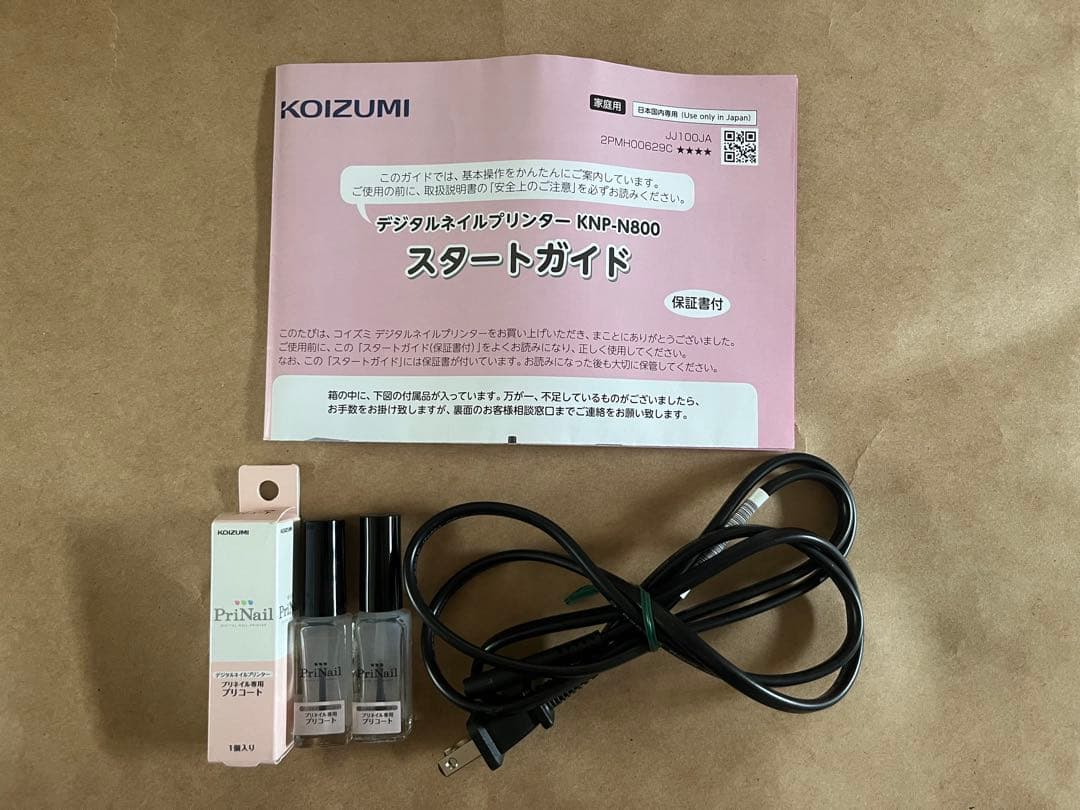 KOIZUMI
家庭用
日本国内専用 (Use only in Japan)
JJ100JA
2PMH00629C ★★★★
このガイドでは、基本操作をかんたんにご案内しています。
ご使用の前に、取扱説明書の「安全上のご注意」を必ずお読みください。
デジタルネイルプリンター KNP-N800
スタートガイド
保証書付
このたびは、コイズミ デジタルネイルプリンターをお買い上げいただき、まことにありがとうございました。
ご使用前に、この「スタートガイド(保証書付)」をよくお読みになり、正しく使用してください。
なお、この「スタートガイド」には保証書が付いています。お読みになった後も大切に保管してください。
箱の中に、下図の付属品が入っています。万が一、不足しているものがございましたら、
お手数をお掛け致しますが、裏面のお客様相談窓口までご連絡をお願い致します。
KOIZUMI
KOIZUMI
PriNail
DIGITAL NAIL PRINTER
デジタルネイルプリンター
プリネイル専用
プリコート
1個入り
PriNail
プリネイル専用
プリコート
PriNail
プリネイル専用
プリコート